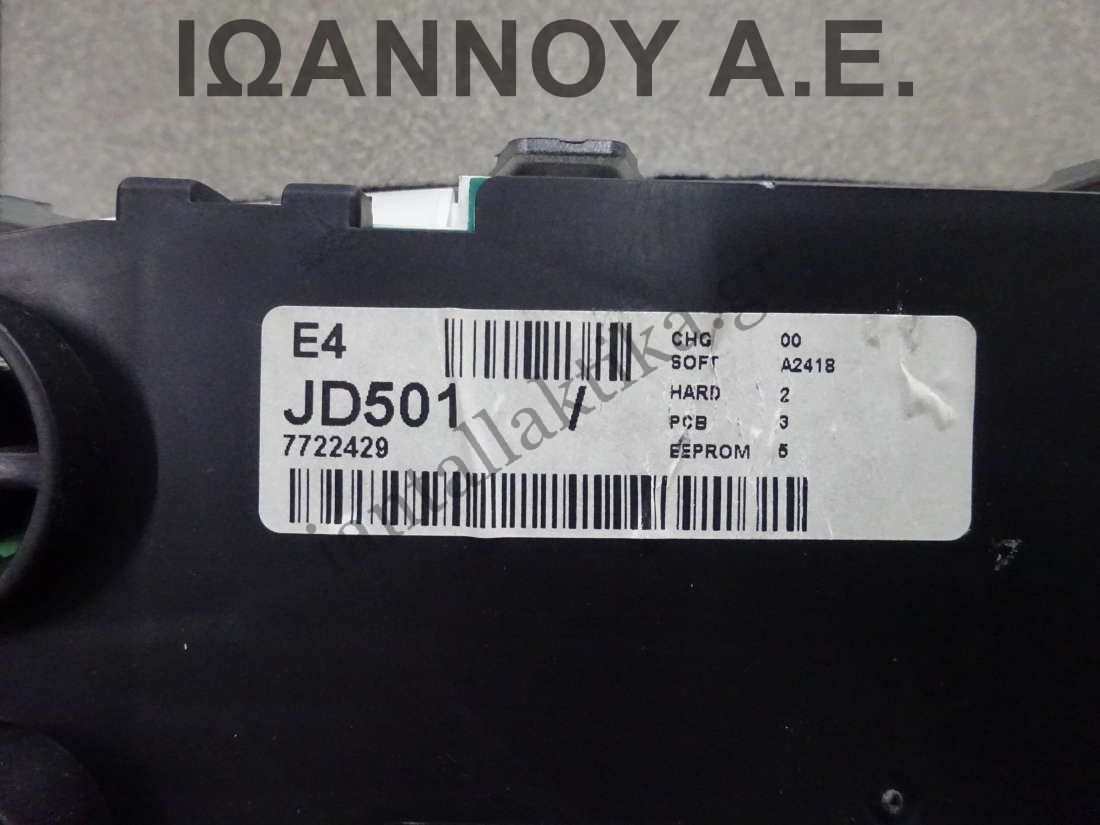 ΙΩΑΝΝΟΥ Α.Ε.
E4
JD501 /
7722429
CHG 00
SOFT A2418
HARD 2
PCB 3
EEPROM 5
iantallaktika.gr